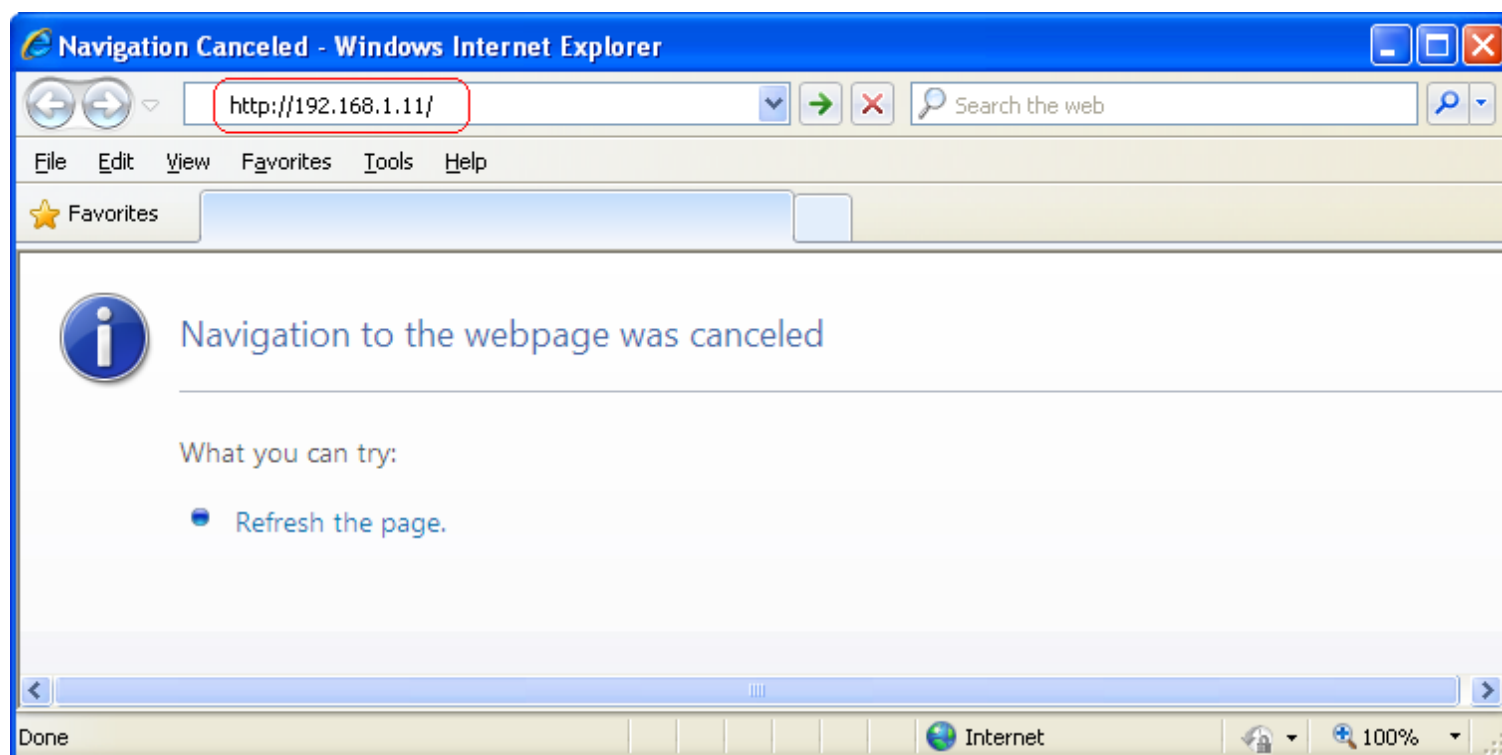 Navigation Canceled - Windows Internet Explorer
http://192.168.1.11/ Search the web
File Edit View Favorites Tools Help
Favorites
Navigation to the webpage was canceled
What you can try:
Refresh the page.
Done Internet 100%